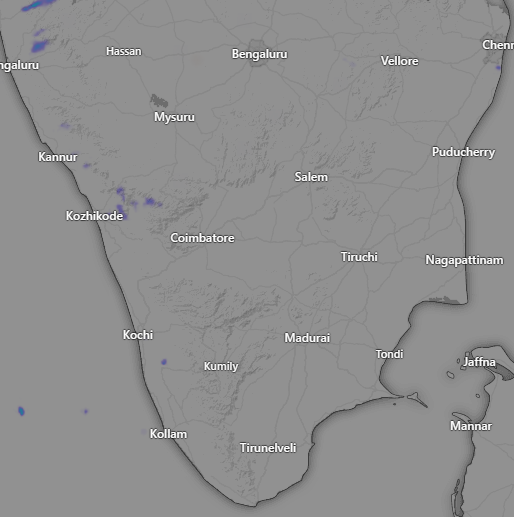 Hassan
Bengaluru
Chenn
Vellore
ngaluru
Mysuru
Kannur
Puducherry
Salem
Kozhikode
Coimbatore
Tiruchi
Nagapattinam
Kochi
Madurai
Tondi
Kumily
Jaffna
Kollam
Mannar
Tirunelveli